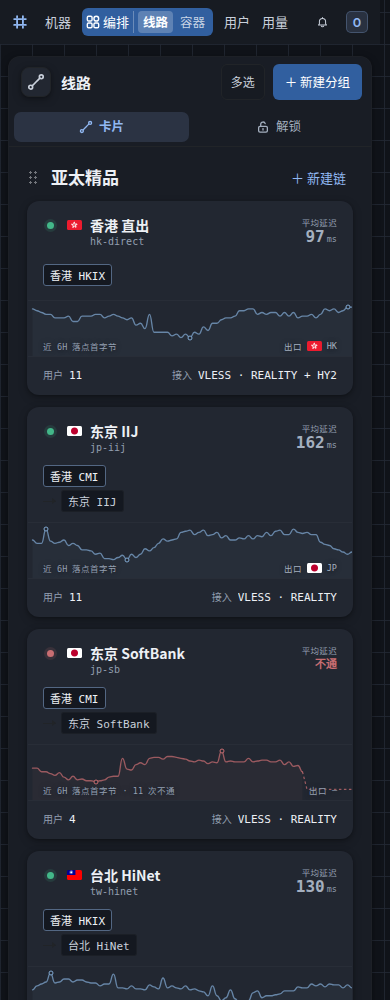 机器 编排 线路 容器 用户 用量 O
线路 多选 + 新建分组
卡片 解锁
亚太精品 + 新建链
香港 直出 平均延迟
hk-direct 97 ms
香港 HKIX
近 6H 落点首字节 出口 HK
用户 11 接入 VLESS · REALITY + HY2
东京 IIJ 平均延迟
jp-iij 162 ms
香港 CMI
东京 IIJ
近 6H 落点首字节 出口 JP
用户 11 接入 VLESS · REALITY
东京 SoftBank 平均延迟
jp-sb 不通
香港 CMI
东京 SoftBank
近 6H 落点首字节 · 11 次不通 出口 —
用户 4 接入 VLESS · REALITY
台北 HiNet 平均延迟
tw-hinet 130 ms
香港 HKIX
台北 HiNet